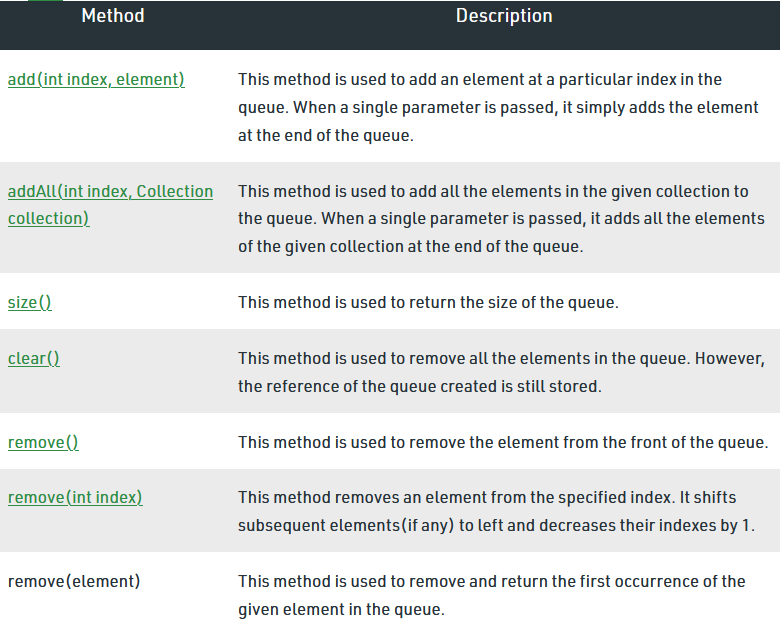 Method Description
add(int index, element) This method is used to add an element at a particular index in the
queue. When a single parameter is passed, it simply adds the element
at the end of the queue.
addAll(int index, Collection This method is used to add all the elements in the given collection to
collection) the queue. When a single parameter is passed, it adds all the elements
of the given collection at the end of the queue.
size() This method is used to return the size of the queue.
clear() This method is used to remove all the elements in the queue. However,
the reference of the queue created is still stored.
remove() This method is used to remove the element from the front of the queue.
remove(int index) This method removes an element from the specified index. It shifts
subsequent elements(if any) to left and decreases their indexes by 1.
remove(element) This method is used to remove and return the first occurrence of the
given element in the queue.